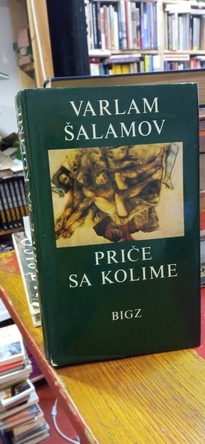 VARLAM
ŠALAMOV
PRIČE
SA KOLIME
BIGZ